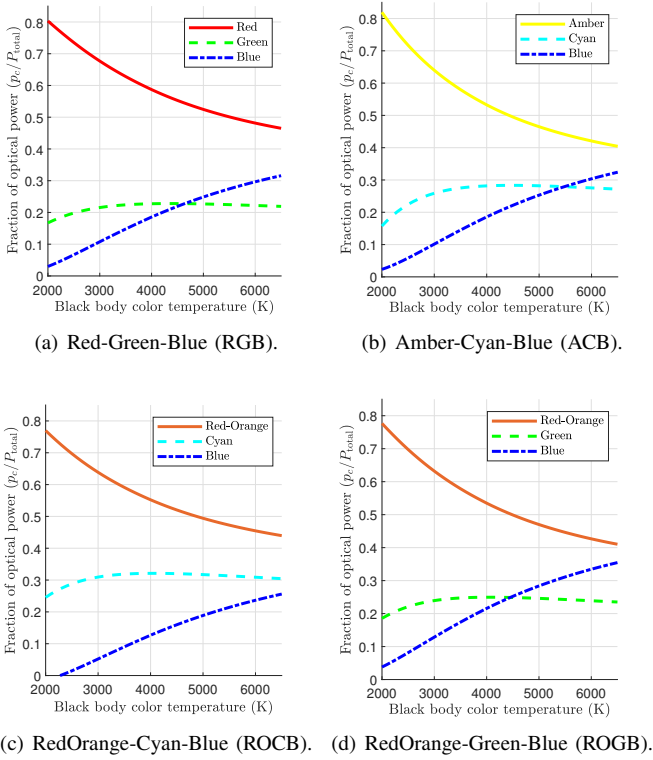 0.8
0.7
0.6
0.5
0.4
0.3
0.2
0.1
0
Fraction of optical power (p_c/P_total)
Red
Green
Blue
2000 3000 4000 5000 6000
Black body color temperature (K)
(a) Red-Green-Blue (RGB).
0.8
0.7
0.6
0.5
0.4
0.3
0.2
0.1
0
Fraction of optical power (p_c/P_total)
Amber
Cyan
Blue
2000 3000 4000 5000 6000
Black body color temperature (K)
(b) Amber-Cyan-Blue (ACB).
0.8
0.7
0.6
0.5
0.4
0.3
0.2
0.1
0
Fraction of optical power (p_c/P_total)
Red-Orange
Cyan
Blue
2000 3000 4000 5000 6000
Black body color temperature (K)
(c) RedOrange-Cyan-Blue (ROCB).
0.8
0.7
0.6
0.5
0.4
0.3
0.2
0.1
0
Fraction of optical power (p_c/P_total)
Red-Orange
Green
Blue
2000 3000 4000 5000 6000
Black body color temperature (K)
(d) RedOrange-Green-Blue (ROGB).